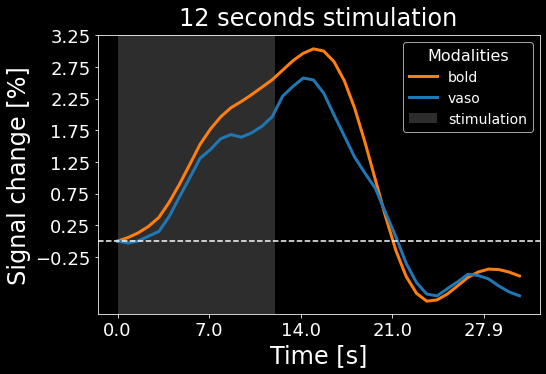 12 seconds stimulation
Signal change [%]
3.25
2.75
2.25
1.75
1.25
0.75
0.25
−0.25
Modalities
bold
vaso
stimulation
0.0 7.0 14.0 21.0 27.9
Time [s]